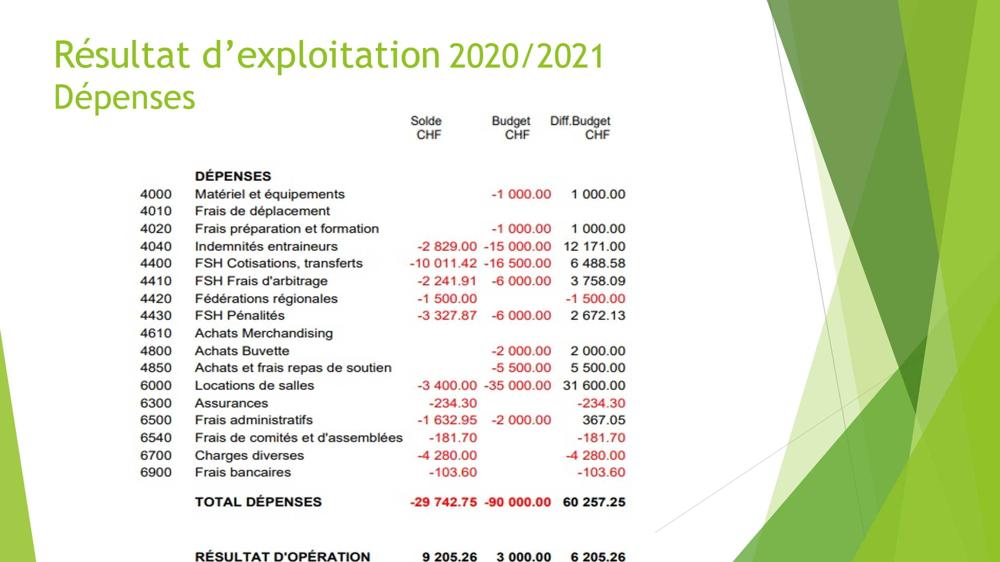 Résultat d’exploitation 2020/2021
Dépenses
Solde Budget Diff.Budget
CHF CHF CHF
DÉPENSES
4000 Matériel et équipements -1 000.00 1 000.00
4010 Frais de déplacement
4020 Frais préparation et formation -1 000.00 1 000.00
4040 Indemnités entraineurs -2 829.00 -15 000.00 12 171.00
4400 FSH Cotisations, transferts -10 011.42 -16 500.00 6 488.58
4410 FSH Frais d'arbitrage -2 241.91 -6 000.00 3 758.09
4420 Fédérations régionales -1 500.00 -1 500.00
4430 FSH Pénalités -3 327.87 -6 000.00 2 672.13
4610 Achats Merchandising
4800 Achats Buvette -2 000.00 2 000.00
4850 Achats et frais repas de soutien -5 500.00 5 500.00
6000 Locations de salles -3 400.00 -35 000.00 31 600.00
6300 Assurances -234.30 -234.30
6500 Frais administratifs -1 632.95 -2 000.00 367.05
6540 Frais de comités et d'assemblées -181.70 -181.70
6700 Charges diverses -4 280.00 -4 280.00
6900 Frais bancaires -103.60 -103.60
TOTAL DÉPENSES -29 742.75 -90 000.00 60 257.25
RÉSULTAT D'OPÉRATION 9 205.26 3 000.00 6 205.26